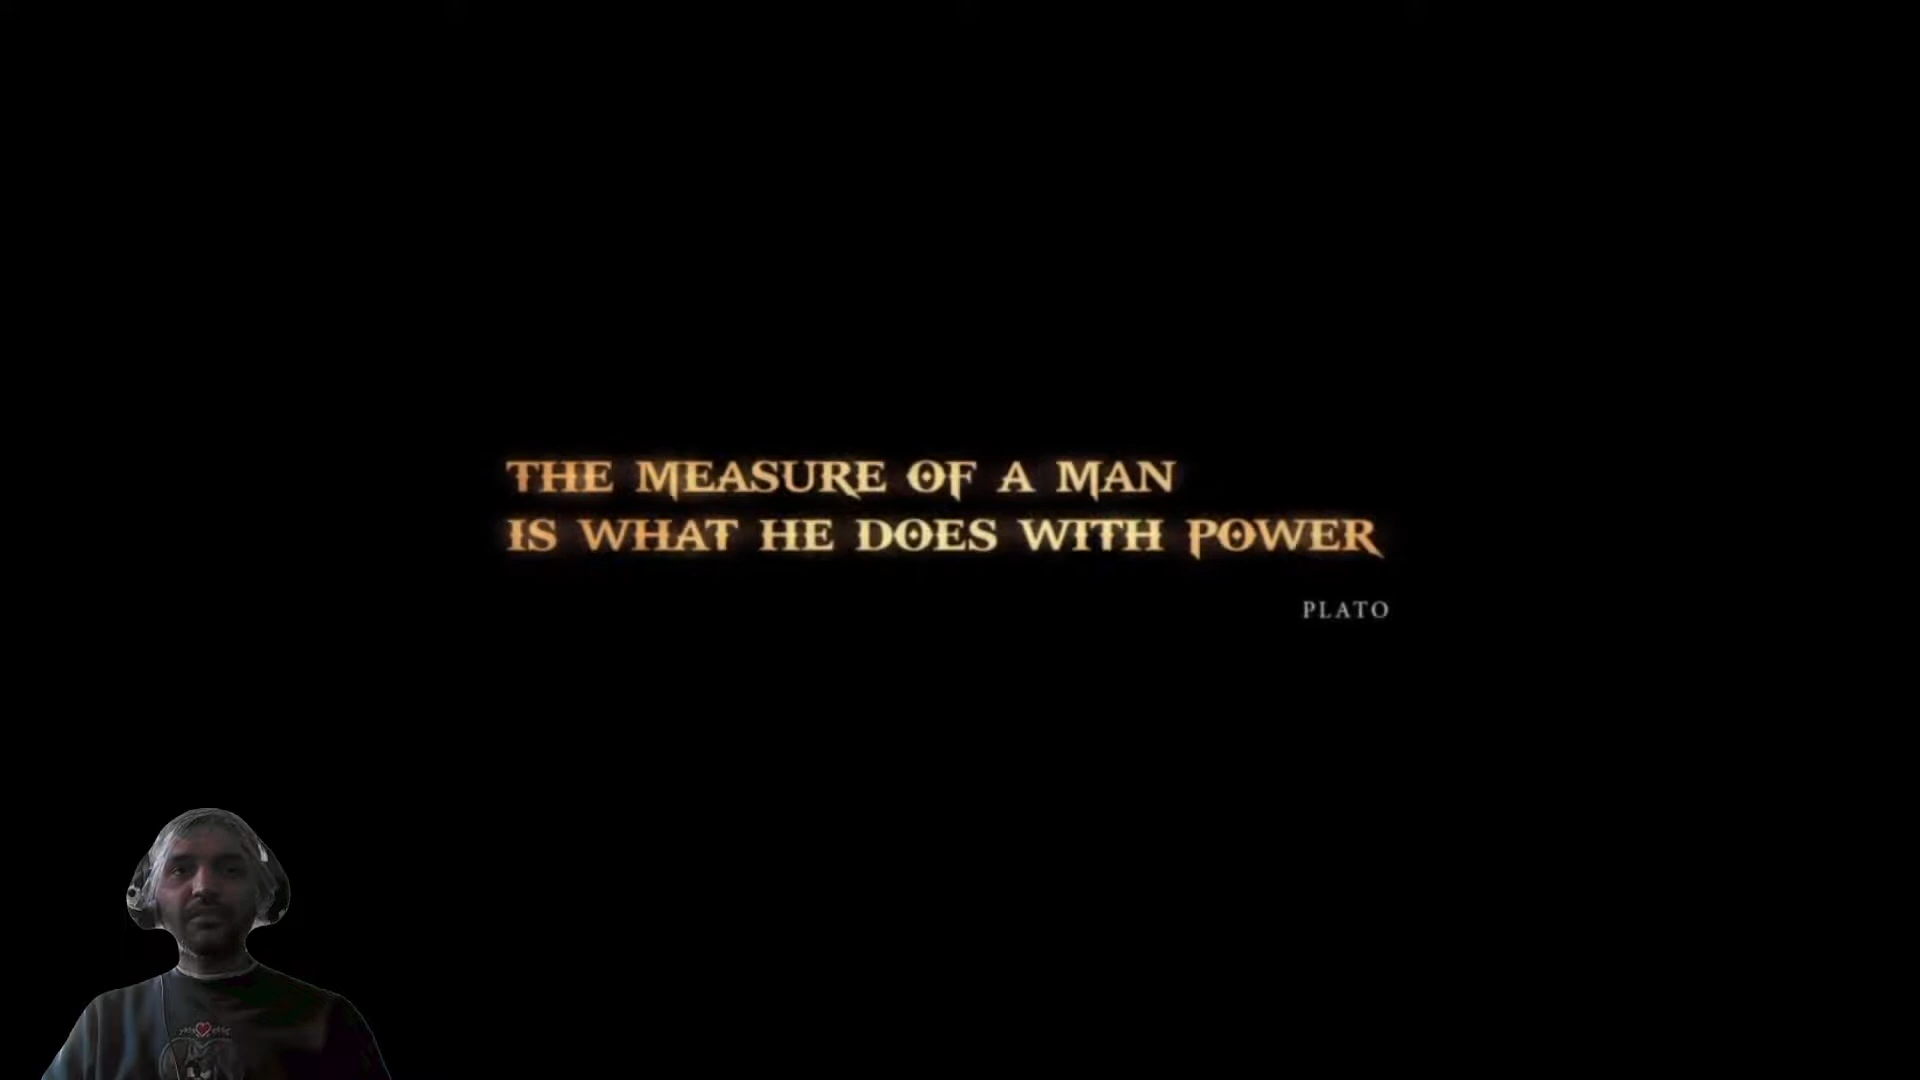 THE MEASURE OF A MAN
IS WHAT HE DOES WITH POWER
PLATO